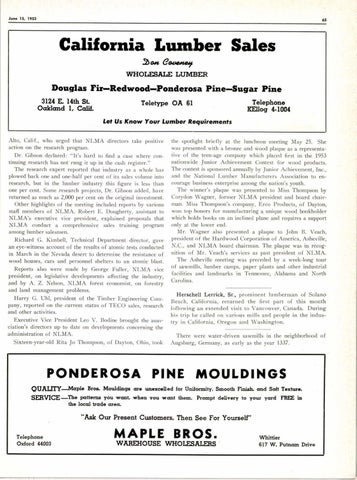 June 15, 1953
63
California Lumber Sales
Don Coveney
WHOLESALE LUMBER
Douglas Fir—Redwood—Ponderosa Pine—Sugar Pine
3124 E. 14th St.
Oakland 1, Calif.
Teletype OA 61
Telephone
KEllog 4-1004
Let Us Know Your Lumber Requirements
Alto, Calif., who urged that NLMA directors take positive
action on the research program.
Dr. Gibson declared: "It's hard to find a case where con-
tinuing research has not rung it up in the cash register."
The research expert reported that industry as a whole has
plowed back one and one-half per cent of its sales volume into
research, but in the lumber industry this figure is less than
one per cent. Some research projects, Dr. Gibson added, have
returned as much as 2,000 per cent on the original investment.
Other highlights of the meeting included reports by various
staff members of NLMA. Robert E. Dougherty, assistant to
NLMA's executive vice president, explained proposals that
NLMA conduct a comprehensive sales training program
among lumber salesmen.
Richard G. Kimbell, Technical Department director, gave
an eye-witness account of the results of atomic tests conducted
in March in the Nevada desert to determine the resistance of
wood houses, cars and personnel shelters to an atomic blast.
Reports also were made by George Fuller, NLMA vice
president, on legislative developments affecting the industry,
and by A. Z. Nelson, NLMA forest economist, on forestry
and land management problems.
Harry G. Uhl, president of the Timber Engineering Com-
pany, reported on the current status of TECO sales, research
and other activities.
Executive Vice President Leo V. Bodine brought the asso-
ciation's directors up to date on developments concerning the
administration of NLMA.
Sixteen-year-old Rita Jo Thompson, of Dayton, Ohio, took
the spotlight briefly at the luncheon meeting May 23. She
was presented with a bronze and wood plaque as a representa-
tive of the teen-age company which placed first in the 1953
nationwide Junior Achievement Contest for wood products.
The contest is sponsored annually by Junior Achievement, Inc.,
and the National Lumber Manufacturers Association to en-
courage business enterprise among the nation's youth.
The winner's plaque was presented to Miss Thompson by
Corydon Wagner, former NLMA president and board chair-
man. Miss Thompson's company, Erco Products, of Dayton,
won top honors for manufacturing a unique wood bookholder
which holds books on an inclined plane and requires a support
only at the lower end.
Mr. Wagner also presented a plaque to John B. Veach,
president of the Hardwood Corporation of America, Asheville,
N.C., and NLMA board chairman. The plaque was in recog-
nition of Mr. Veach's services as past president of NLMA.
The Asheville meeting was preceded by a week-long tour
of sawmills, lumber camps, paper plants and other industrial
facilities and landmarks in Tennessee, Alabama and North
Carolina.
Herschell Lerrick, Sr., prominent lumberman of Solano
Beach, California, returned the first part of this month
following an extended visit to Vancouver, Canada. During
his trip he called on various mills and people in the indus-
try in California, Oregon and Washington.
There were water-driven sawmills in the neighborhood of
Augsburg, Germany, as early as the year 1337.
PONDEROSA PINE MOULDINGS
QUALITY—Maple Bros. Mouldings are unexcelled for Uniformity, Smooth Finish, and Soft Texture.
SERVICE—The patterns you want, when you want them. Prompt delivery to your yard FREE in
the local trade area.
"Ask Our Present Customers, Then See For Yourself"
Telephone
Oxford 44003
MAPLE BROS.
WAREHOUSE WHOLESALERS
Whittier
617 W. Putnam Drive